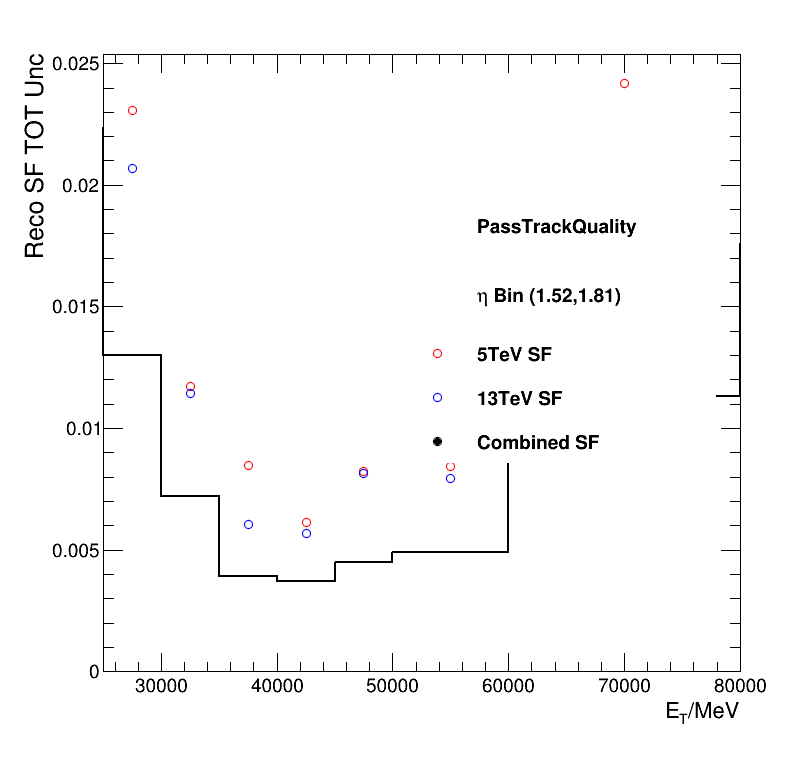 Reco SF TOT Unc
0.025
0.02
0.015
0.01
0.005
0
PassTrackQuality
η Bin (1.52,1.81)
5TeV SF
13TeV SF
Combined SF
30000 40000 50000 60000 70000 80000
E_T/MeV